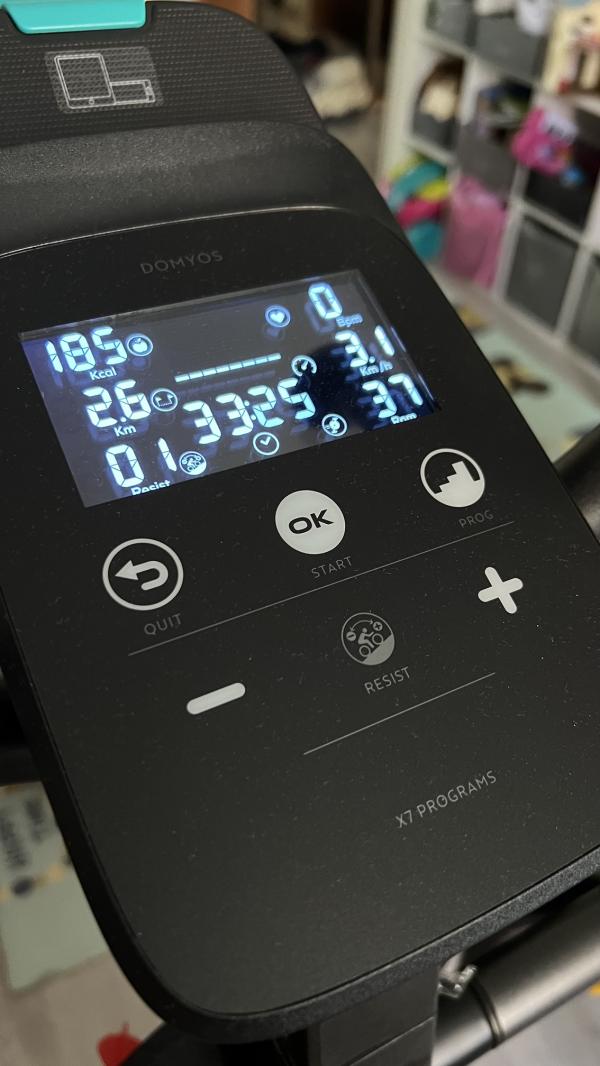 DOMYOS
185
Kcal
0
Bpm
2.6
Km
33:25
3.1
Km/h
37
Rpm
01
Resist
QUIT
OK
START
PROG
RESIST
X7 PROGRAMS